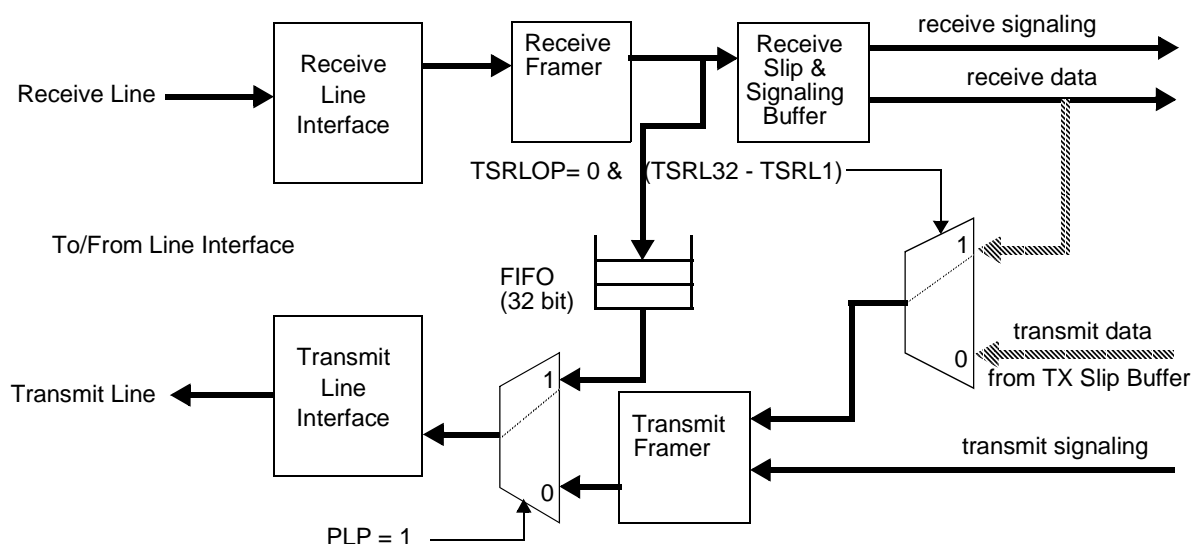 receive signaling
Receive
Framer
Receive
Slip &
Signaling
Buffer
Receive
Line
Interface
receive data
Receive Line
TSRLOP= 0 & (TSRL32 - TSRL1)
To/From Line Interface
1
FIFO
(32 bit)
transmit data
0
from TX Slip Buffer
Transmit
Line
Interface
1
Transmit Line
Transmit
Framer
transmit signaling
0
PLP = 1